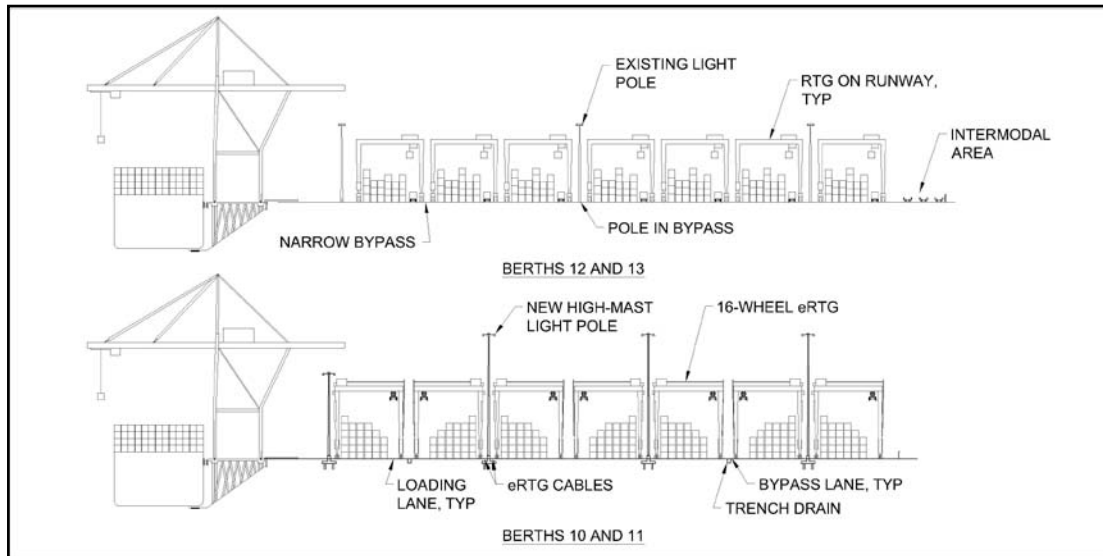 EXISTING LIGHT
POLE
RTG ON RUNWAY,
TYP
INTERMODAL
AREA
NARROW BYPASS
POLE IN BYPASS
BERTHS 12 AND 13
NEW HIGH-MAST
LIGHT POLE
16-WHEEL eRTG
LOADING
LANE, TYP
eRTG CABLES
BYPASS LANE, TYP
TRENCH DRAIN
BERTHS 10 AND 11